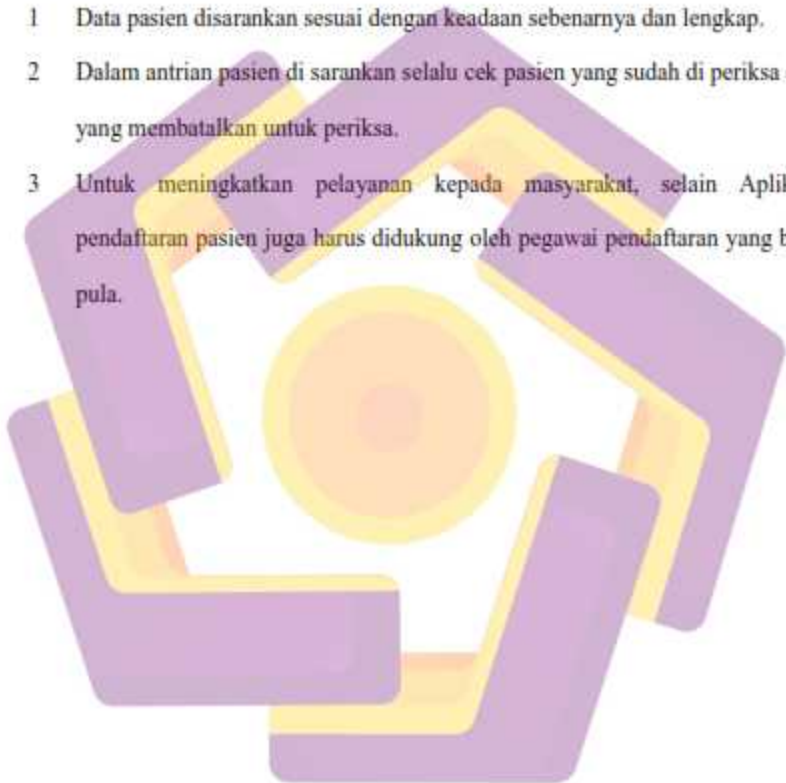 1 Data pasien disarankan sesuai dengan keadaan sebenarnya dan lengkap.
2 Dalam antrian pasien di sarankan selalu cek pasien yang sudah di periksa
yang membatalkan untuk periksa.
3 Untuk meningkatkan pelayanan kepada masyarakat, selain Aplik
pendaftaran pasien juga harus didukung oleh pegawai pendaftaran yang b
pula.